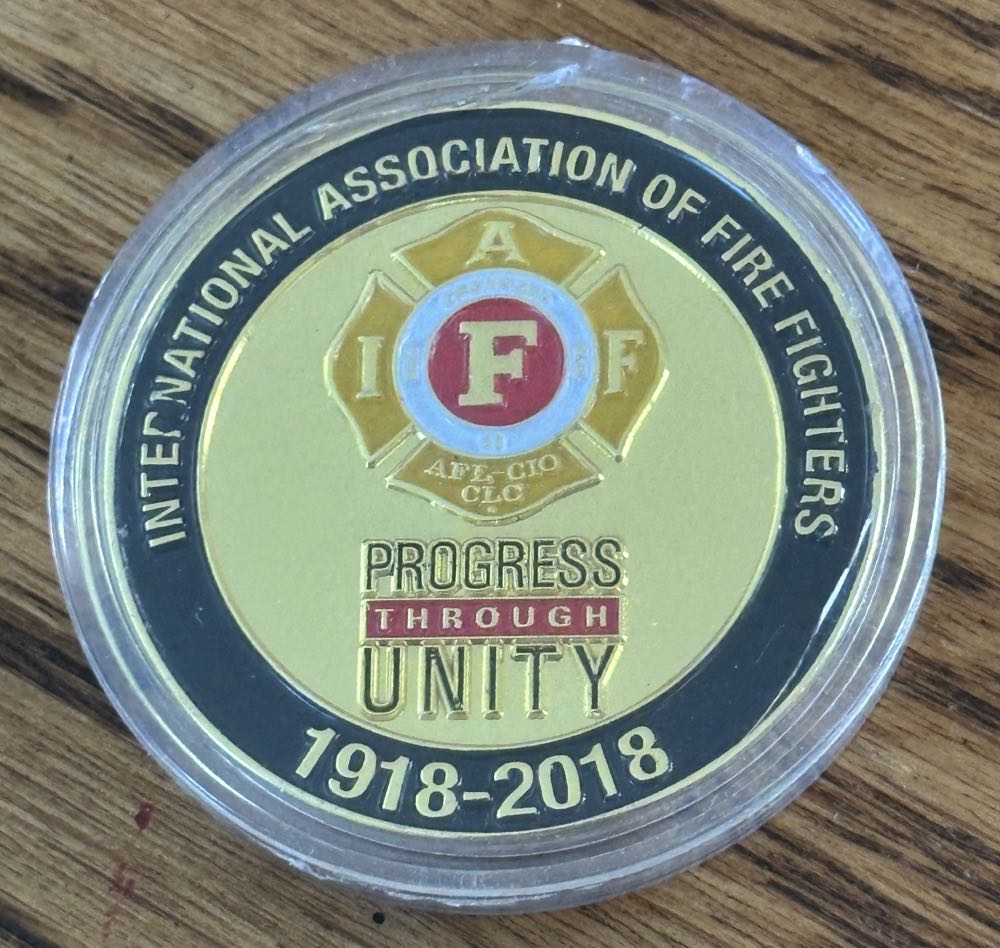 INTERNATIONAL ASSOCIATION OF FIRE FIGHTERS
A
I F F
AFL-CIO
CLC
PROGRESS
THROUGH
UNITY
1918-2018